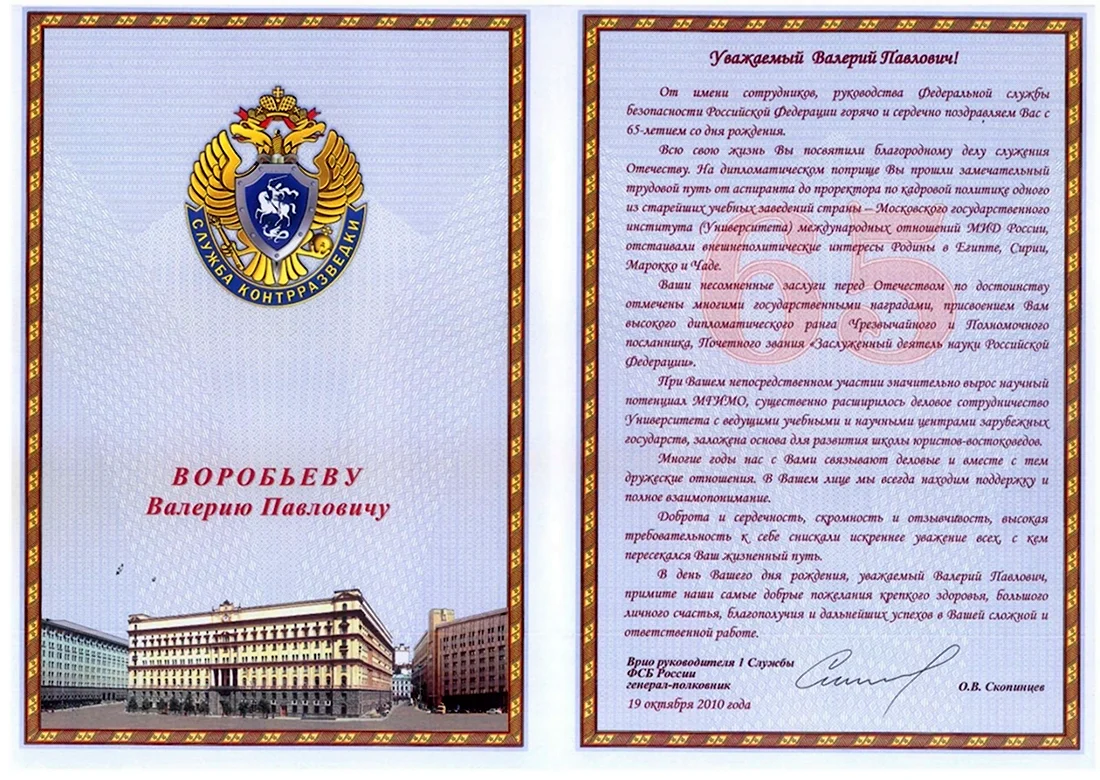 СЛУЖБА КОНТРРАЗВЕДКИ
ВОРОБЬЕВУ
Валерию Павловичу
Уважаемый Валерий Павлович!
От имени сотрудников, руководства Федеральной службы
безопасности Российской Федерации горячо и сердечно поздравляем Вас с
65-летием со дня рождения.
Всю свою жизнь Вы посвятили благородному делу служения
Отечеству. На дипломатическом поприще Вы прошли замечательный
трудовой путь от аспиранта до проректора по кадровой политике одного
из старейших учебных заведений страны – Московского государственного
института (Университета) международных отношений МИД России,
отстаивали внешнеполитические интересы Родины в Египте, Сирии,
Марокко и Чаде.
65
Ваши несомненные заслуги перед Отечеством по достоинству
отмечены многими государственными наградами, присвоением Вам
высокого дипломатического ранга Чрезвычайного и Полномочного
посланника, Почетного звания «Заслуженный деятель науки Российской
Федерации».
При Вашем непосредственном участии значительно вырос научный
потенциал МГИМО, существенно расширилось деловое сотрудничество
Университета с ведущими учебными и научными центрами зарубежных
государств, заложена основа для развития школы юристов-востоковедов.
Многие годы нас с Вами связывают деловые и вместе с тем
дружеские отношения. В Вашем лице мы всегда находим поддержку и
полное взаимопонимание.
Доброта и сердечность, скромность и отзывчивость, высокая
требовательность к себе снискали искреннее уважение всех, с кем
пересекался Ваш жизненный путь.
В день Вашего дня рождения, уважаемый Валерий Павлович,
примите наши самые добрые пожелания крепкого здоровья, большого
личного счастья, благополучия и дальнейших успехов в Вашей сложной и
ответственной работе.
Врио руководителя 1 Службы
ФСБ России
генерал-полковник
О.В. Скопинцев
19 октября 2010 года